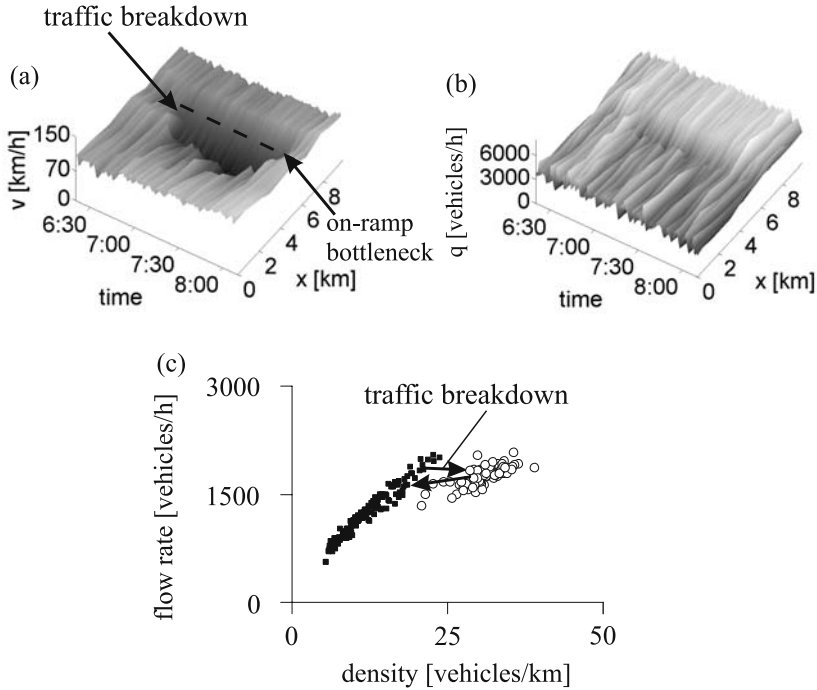 traffic breakdown
(a)
v [km/h]
150
70
0
6:30
7:00
7:30
8:00
time
0
2
4
6
8
x [km]
on-ramp
bottleneck
(b)
q [vehicles/h]
6000
3000
0
6:30
7:00
7:30
8:00
time
0
2
4
6
8
x [km]
(c)
flow rate [vehicles/h]
3000
1500
0
traffic breakdown
0
25
50
density [vehicles/km]